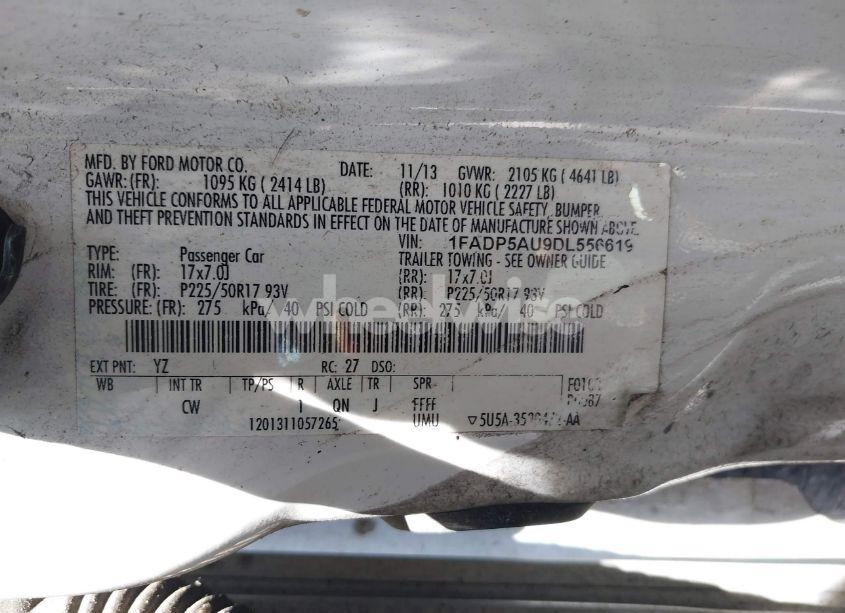 MFD. BY FORD MOTOR CO. DATE: 11/13 GVWR: 2105 KG ( 4641 LB)
GAWR:(FR): 1095 KG ( 2414 LB) (RR): 1010 KG ( 2227 LB)
THIS VEHICLE CONFORMS TO ALL APPLICABLE FEDERAL MOTOR VEHICLE SAFETY, BUMPER,
AND THEFT PREVENTION STANDARDS IN EFFECT ON THE DATE OF MANUFACTURE SHOWN ABOVE.
VIN: 1FADP5AU9DL556619
TYPE: Passenger Car TRAILER TOWING - SEE OWNER GUIDE
RIM: (FR): 17x7.0J (RR): 17x7.0J
TIRE: (FR): P225/50R17 93V (RR): P225/50R17 93V
PRESSURE: (FR): 275 kPa/ 40 PSI COLD (RR): 275 kPa/ 40 PSI COLD
EXT PNT: YZ RC: 27 DSO:
WB INT TR TP/PS R AXLE TR SPR
CW 1 QN J FFFF
1201311057265 UMU